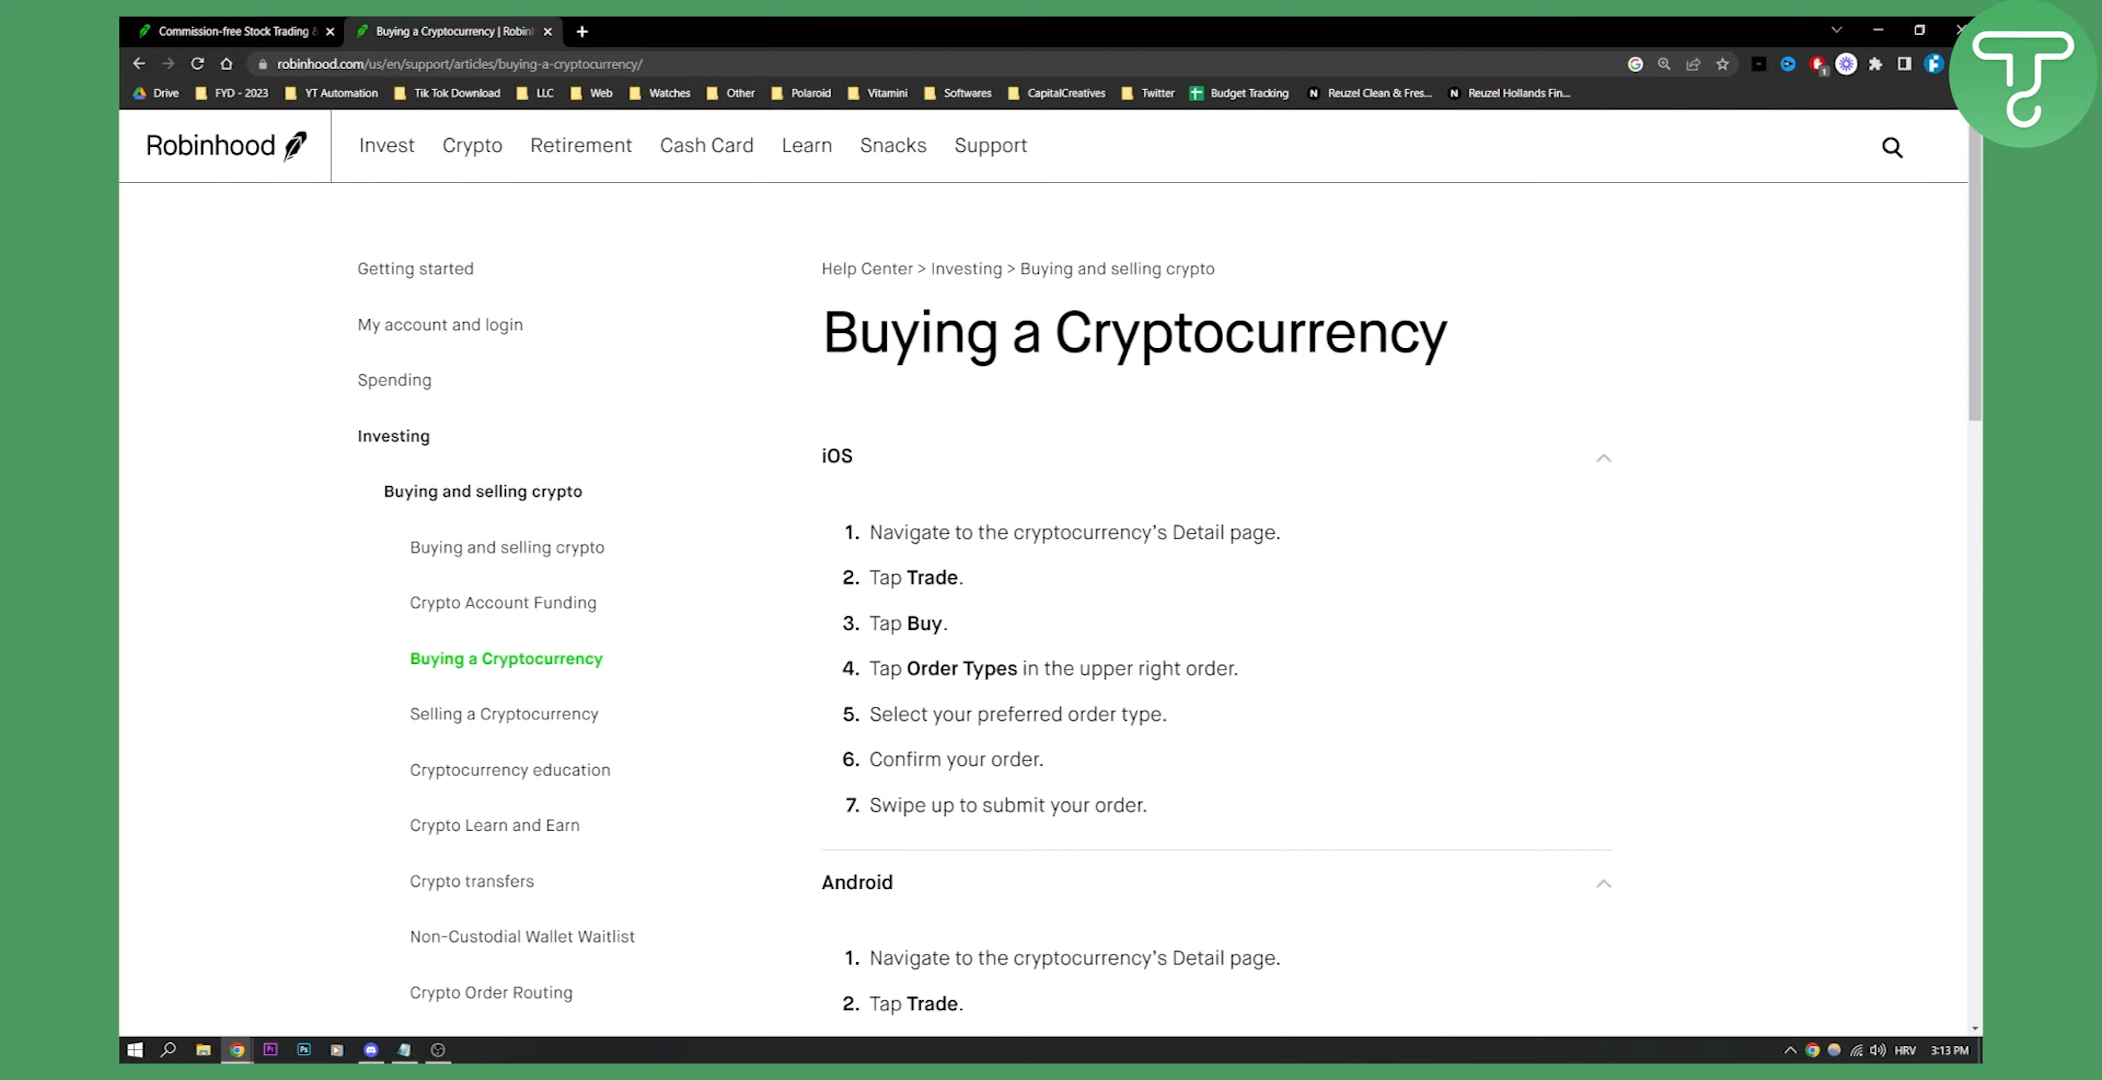 Commission-free Stock Trading &
Buying a Cryptocurrency | Robin
robinhood.com/us/en/support/articles/buying-a-cryptocurrency/
Drive FYD - 2023 YT Automation Tik Tok Download LLC Web Watches Other Polaroid Vitamini Softwares CapitalCreatives Twitter Budget Tracking Reuzel Clean & Fres... Reuzel Hollands Fin...
Robinhood Invest Crypto Retirement Cash Card Learn Snacks Support
Getting started
My account and login
Spending
Investing
Buying and selling crypto
Buying and selling crypto
Crypto Account Funding
Buying a Cryptocurrency
Selling a Cryptocurrency
Cryptocurrency education
Crypto Learn and Earn
Crypto transfers
Non-Custodial Wallet Waitlist
Crypto Order Routing
Help Center > Investing > Buying and selling crypto
Buying a Cryptocurrency
iOS
1. Navigate to the cryptocurrency's Detail page.
2. Tap Trade.
3. Tap Buy.
4. Tap Order Types in the upper right order.
5. Select your preferred order type.
6. Confirm your order.
7. Swipe up to submit your order.
Android
1. Navigate to the cryptocurrency's Detail page.
2. Tap Trade.
HRV 3:13 PM